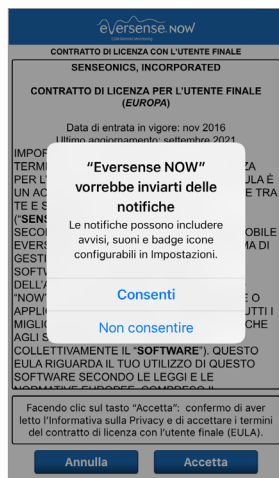 eversense. NOW
CONTRATTO DI LICENZA CON L'UTENTE FINALE
SENSEONICS, INCORPORATED
CONTRATTO DI LICENZA PER L'UTENTE FINALE
(EUROPA)
Data di entrata in vigore: nov 2016
Ultimo aggiornamento: settembre 2021
“Eversense NOW”
vorrebbe inviarti delle
notifiche
Le notifiche possono includere
avvisi, suoni e badge icone
configurabili in Impostazioni.
Consenti
Non consentire
COLLETTIVAMENTE IL “SOFTWARE”). QUESTO
EULA RIGUARDA IL TUO UTILIZZO DI QUESTO
SOFTWARE SECONDO LE LEGGI E LE
NORMATIVE EUROPEE, COMPRESO IL
Facendo clic sul tasto "Accetta":  confermo di aver
letto l'Informativa sulla Privacy e di accettare i termini
del contratto di licenza con l'utente finale (EULA).
Annulla
Accetta